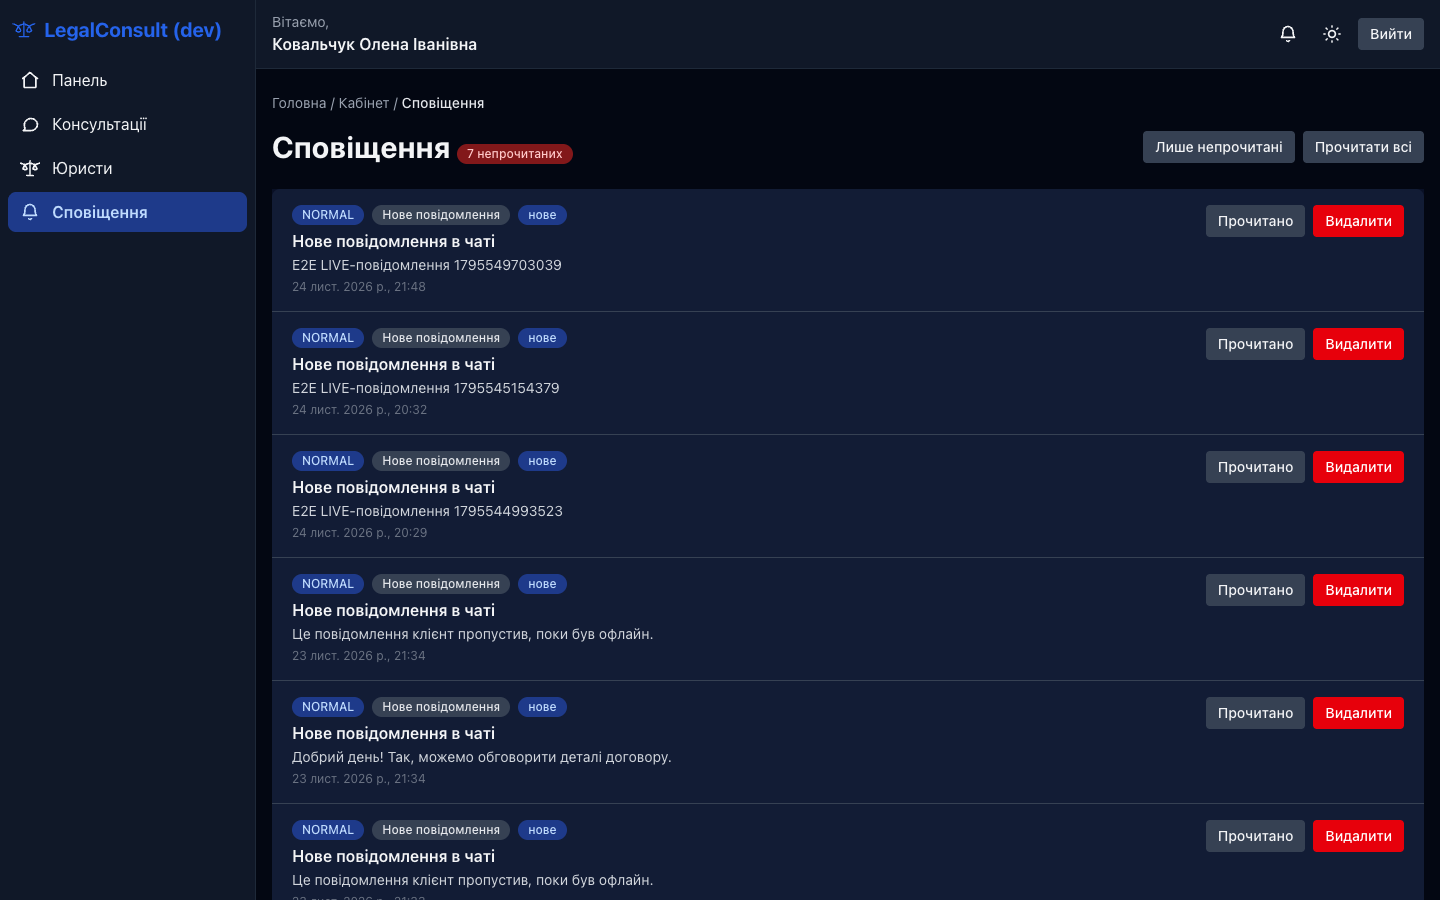 LegalConsult (dev)
Панель
Консультації
Юристи
Сповіщення
Вітаємо,
Ковальчук Олена Іванівна
Вийти
Головна / Кабінет / Сповіщення
Сповіщення 7 непрочитаних
Лише непрочитані Прочитати всі
NORMAL Нове повідомлення нове
Прочитано Видалити
Нове повідомлення в чаті
E2E LIVE-повідомлення 1795549703039
24 лист. 2026 р., 21:48
NORMAL Нове повідомлення нове
Прочитано Видалити
Нове повідомлення в чаті
E2E LIVE-повідомлення 1795545154379
24 лист. 2026 р., 20:32
NORMAL Нове повідомлення нове
Прочитано Видалити
Нове повідомлення в чаті
E2E LIVE-повідомлення 1795544993523
24 лист. 2026 р., 20:29
NORMAL Нове повідомлення нове
Прочитано Видалити
Нове повідомлення в чаті
Це повідомлення клієнт пропустив, поки був офлайн.
23 лист. 2026 р., 21:34
NORMAL Нове повідомлення нове
Прочитано Видалити
Нове повідомлення в чаті
Добрий день! Так, можемо обговорити деталі договору.
23 лист. 2026 р., 21:34
NORMAL Нове повідомлення нове
Прочитано Видалити
Нове повідомлення в чаті
Це повідомлення клієнт пропустив, поки був офлайн.